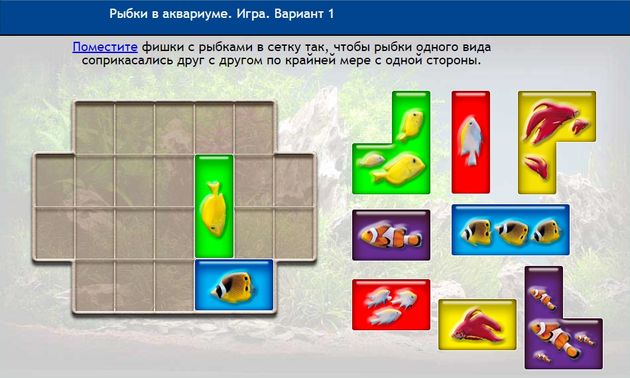 Рыбки в аквариуме. Игра. Вариант 1
Поместите фишки с рыбками в сетку так, чтобы рыбки одного вида
соприкасались друг с другом по крайней мере с одной стороны.